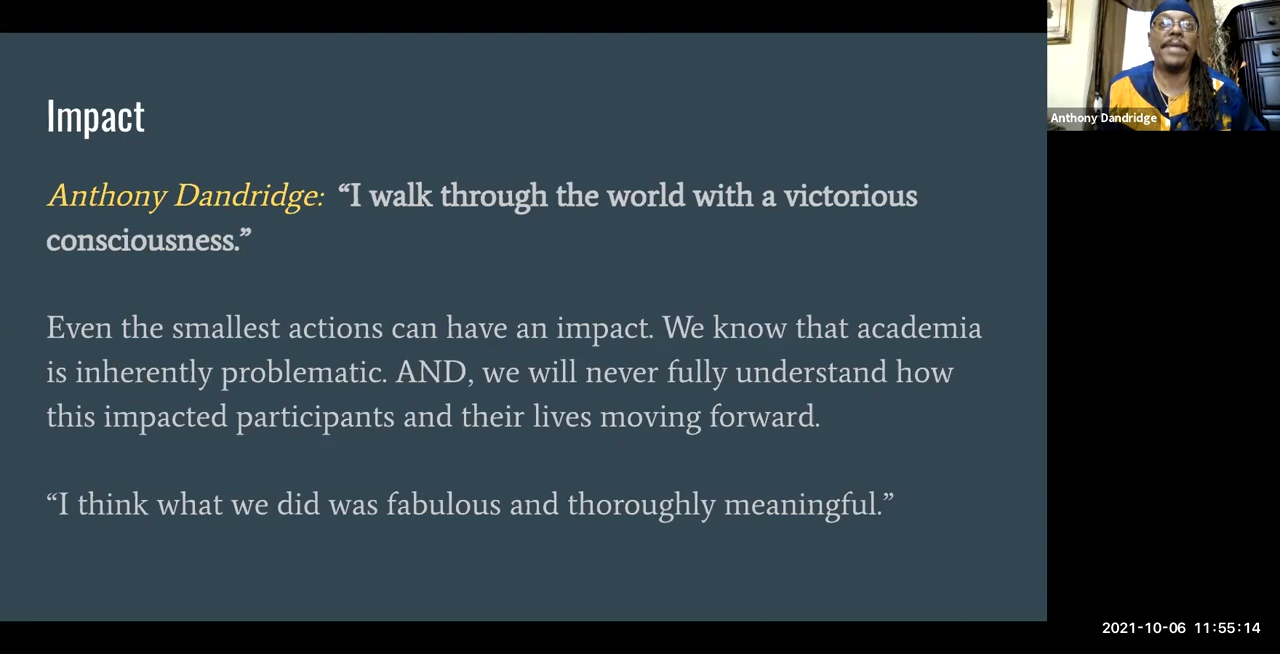 Impact
Anthony Dandridge: “I walk through the world with a victorious
consciousness.”
Even the smallest actions can have an impact. We know that academia
is inherently problematic. AND, we will never fully understand how
this impacted participants and their lives moving forward.
“I think what we did was fabulous and thoroughly meaningful.”
Anthony Dandridge
2021-10-06 11:55:14